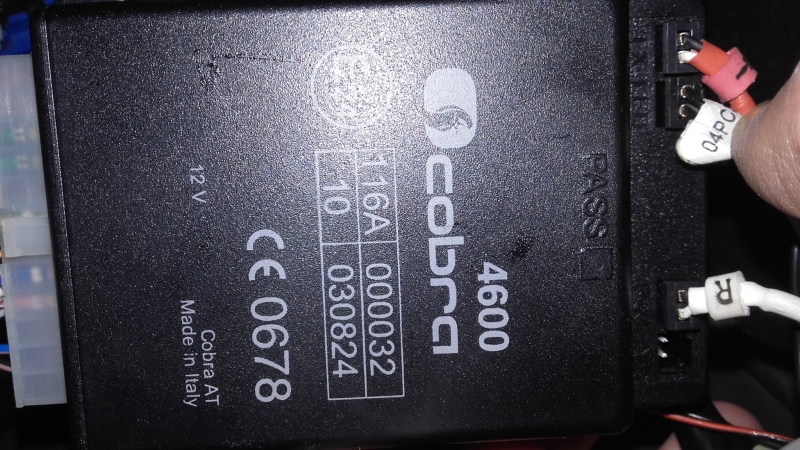 4600
cobra
116A 000032
10 030824
CE 0678
12 V
Cobra AT
Made in Italy
PASS
04PC
R